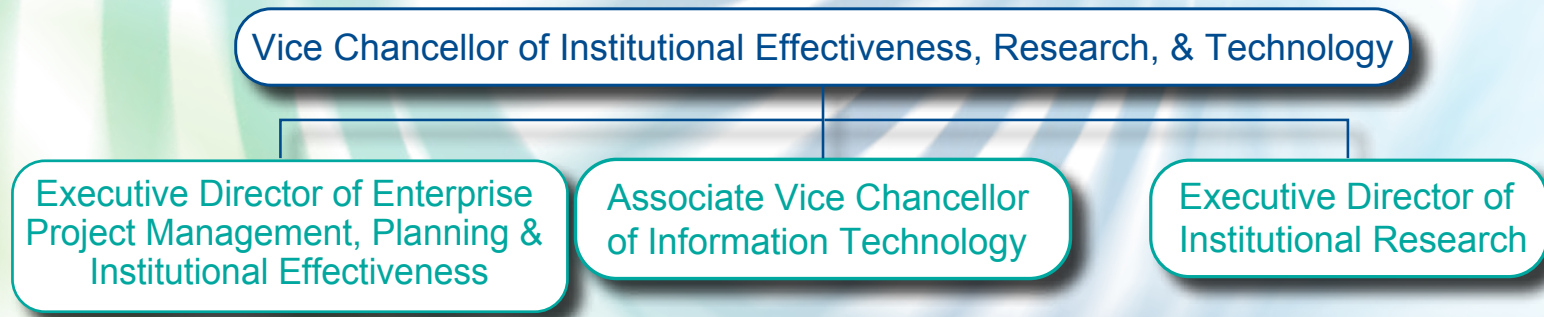 Vice Chancellor of Institutional Effectiveness, Research, & Technology
Executive Director of Enterprise
Project Management, Planning &
Institutional Effectiveness
Associate Vice Chancellor
of Information Technology
Executive Director of
Institutional Research